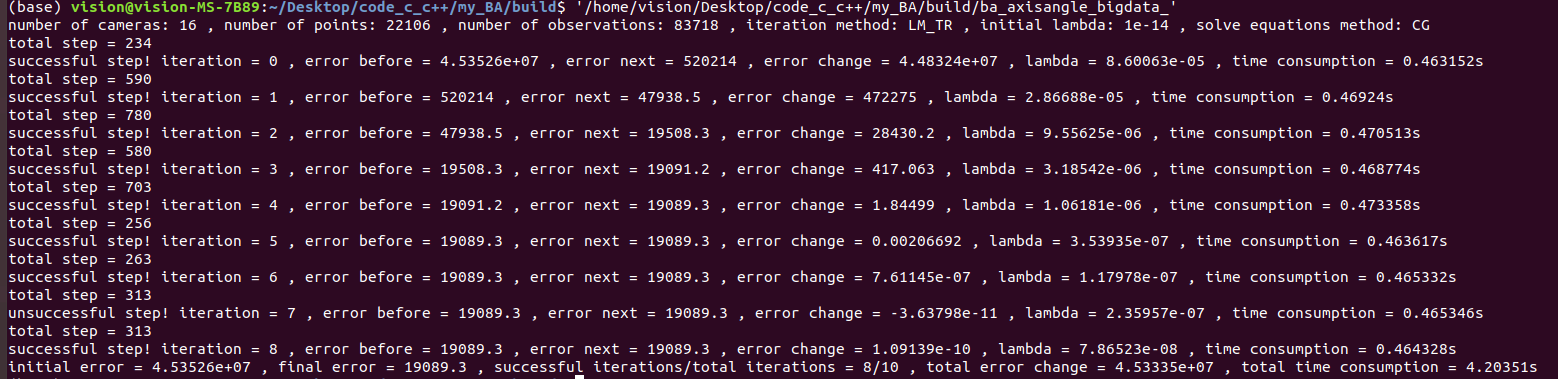 (base) vision@vision-MS-7B89:~/Desktop/code_c_c++/my_BA/build$ '/home/vision/Desktop/code_c_c++/my_BA/build/ba_axisangle_bigdata_'
number of cameras: 16 , number of points: 22106 , number of observations: 83718 , iteration method: LM_TR , initial lambda: 1e-14 , solve equations method: CG
total step = 234
successful step! iteration = 0 , error before = 4.53526e+07 , error next = 520214 , error change = 4.48324e+07 , lambda = 8.60063e-05 , time consumption = 0.463152s
total step = 590
successful step! iteration = 1 , error before = 520214 , error next = 47938.5 , error change = 472275 , lambda = 2.86688e-05 , time consumption = 0.46924s
total step = 780
successful step! iteration = 2 , error before = 47938.5 , error next = 19508.3 , error change = 28430.2 , lambda = 9.55625e-06 , time consumption = 0.470513s
total step = 580
successful step! iteration = 3 , error before = 19508.3 , error next = 19091.2 , error change = 417.063 , lambda = 3.18542e-06 , time consumption = 0.468774s
total step = 703
successful step! iteration = 4 , error before = 19091.2 , error next = 19089.3 , error change = 1.84499 , lambda = 1.06181e-06 , time consumption = 0.473358s
total step = 256
successful step! iteration = 5 , error before = 19089.3 , error next = 19089.3 , error change = 0.00206692 , lambda = 3.53935e-07 , time consumption = 0.463617s
total step = 263
successful step! iteration = 6 , error before = 19089.3 , error next = 19089.3 , error change = 7.61145e-07 , lambda = 1.17978e-07 , time consumption = 0.465332s
total step = 313
unsuccessful step! iteration = 7 , error before = 19089.3 , error next = 19089.3 , error change = -3.63798e-11 , lambda = 2.35957e-07 , time consumption = 0.465346s
total step = 313
successful step! iteration = 8 , error before = 19089.3 , error next = 19089.3 , error change = 1.09139e-10 , lambda = 7.86523e-08 , time consumption = 0.464328s
initial error = 4.53526e+07 , final error = 19089.3 , successful iterations/total iterations = 8/10 , total error change = 4.53335e+07 , total time consumption = 4.20351s